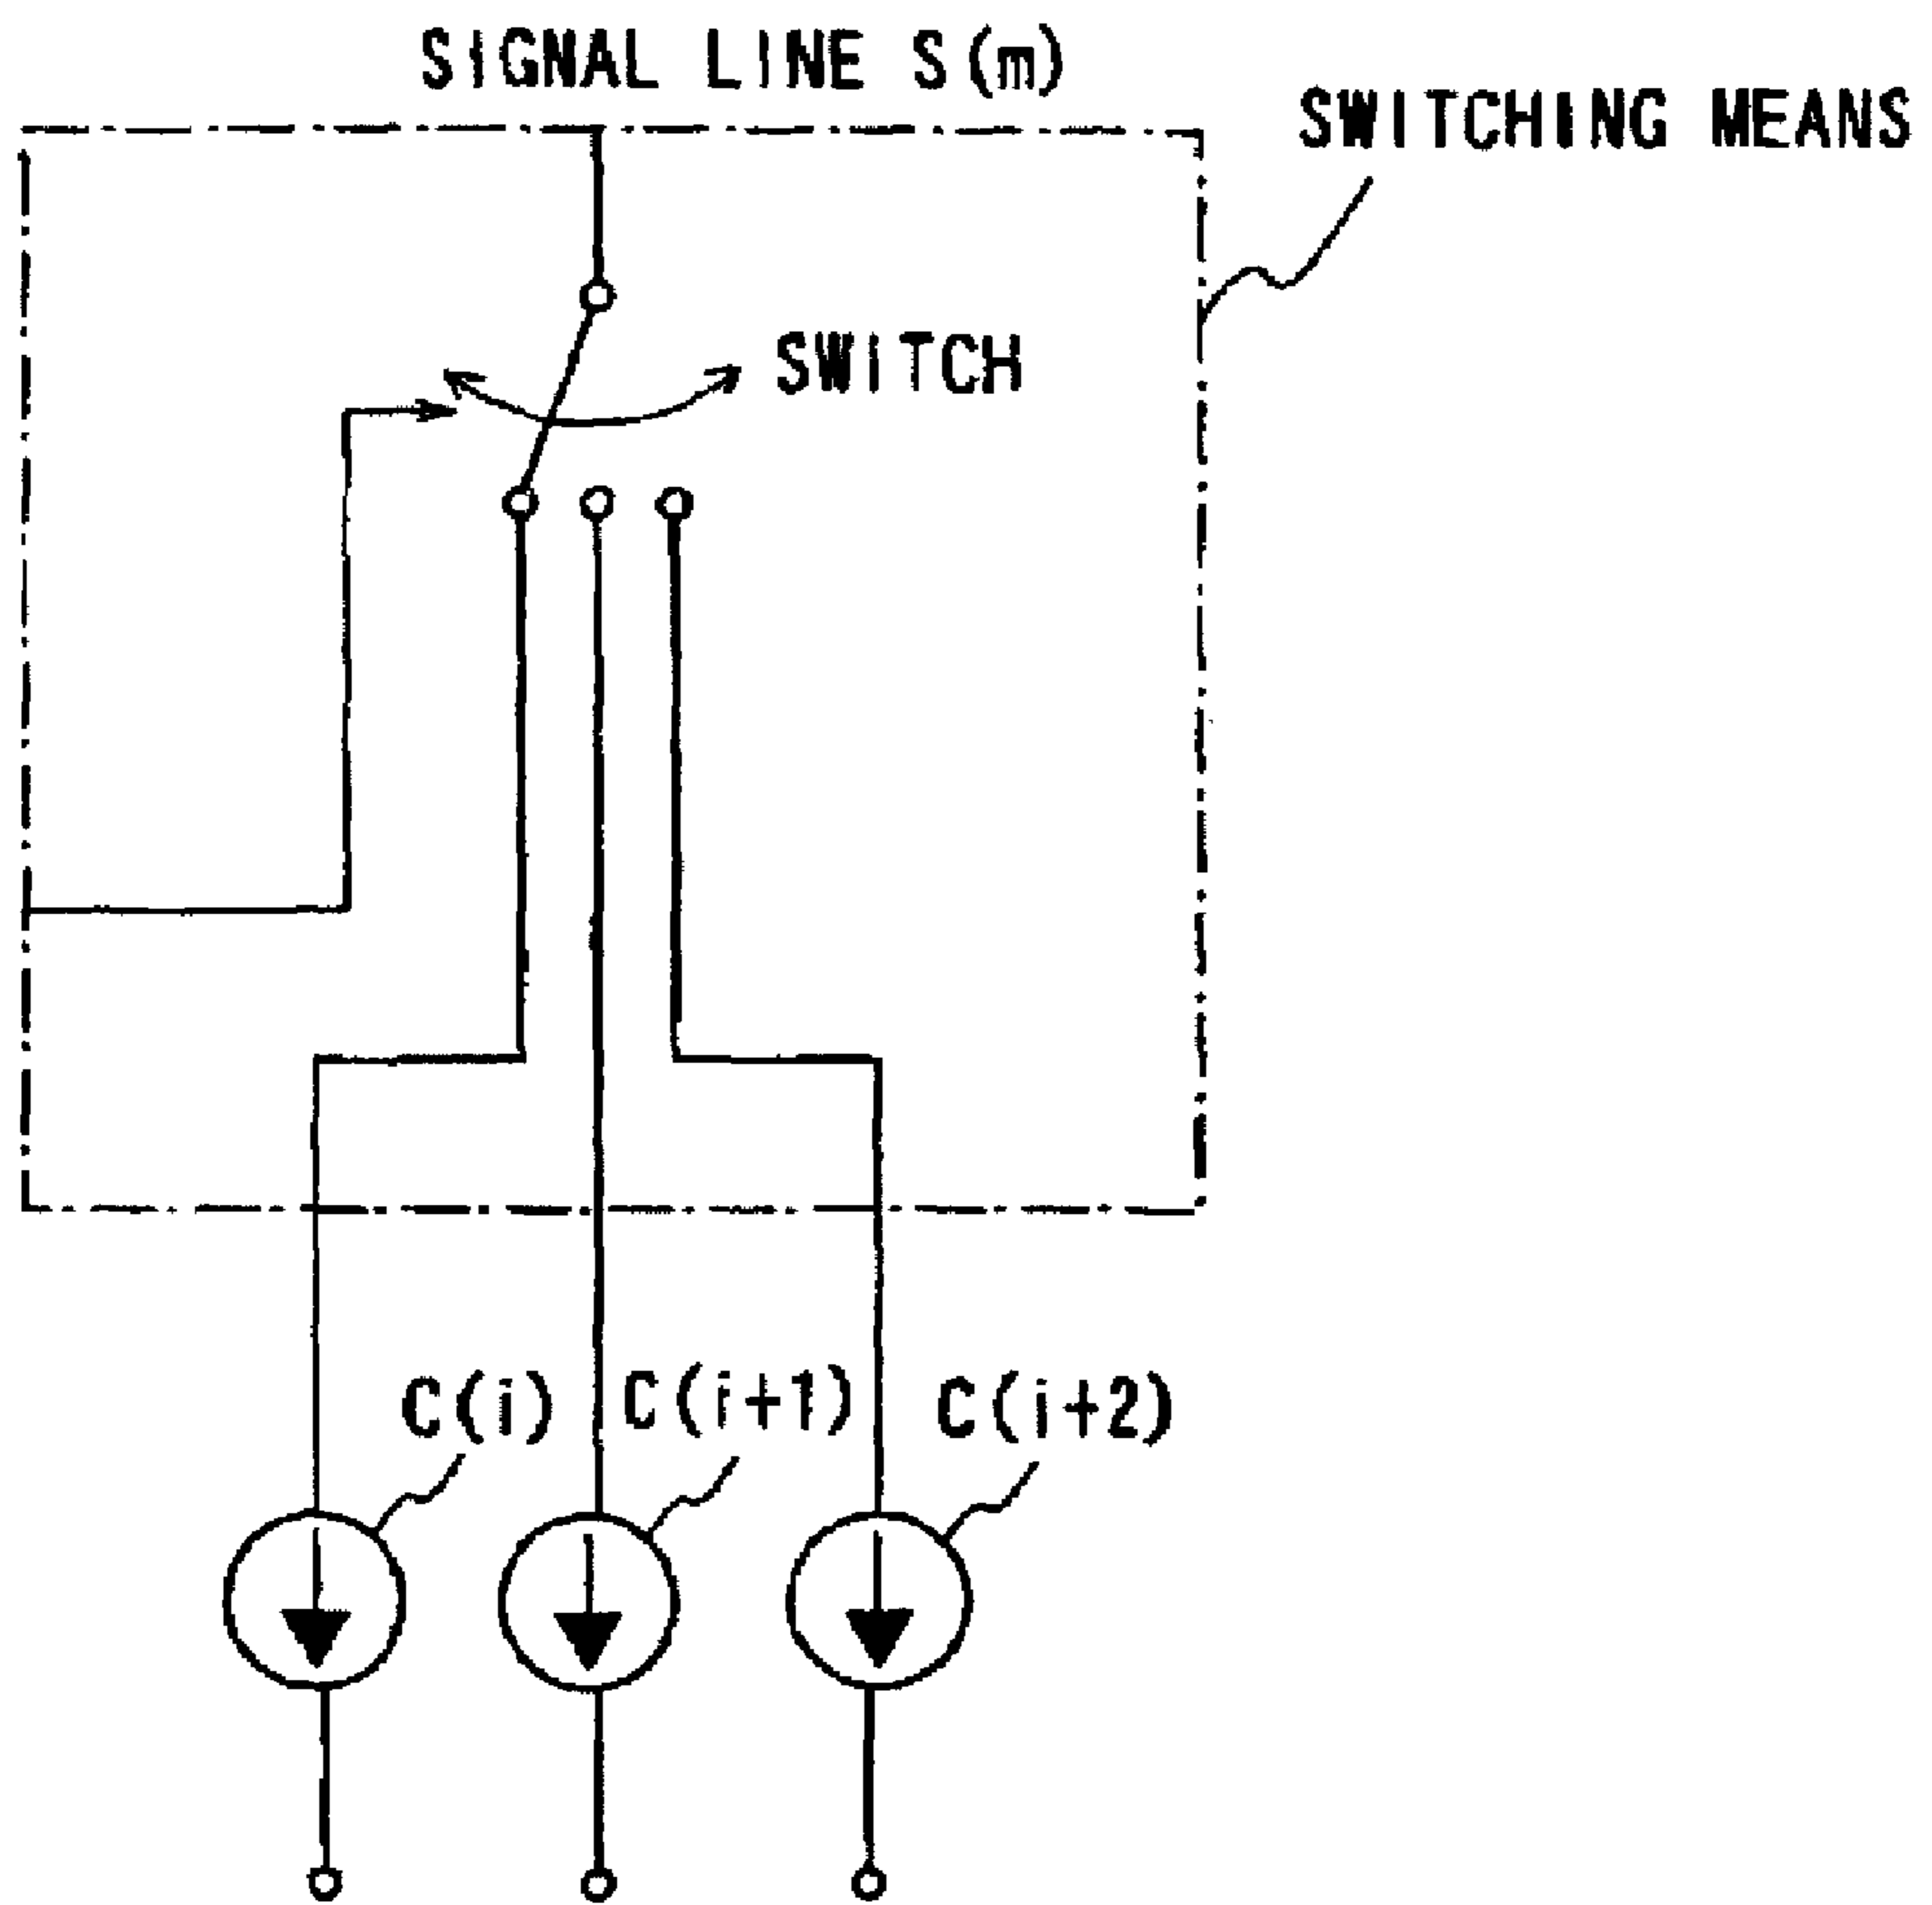 SIGNAL LINE S(m)
SWITCHING MEANS
SWITCH
C(i)
C(i+1)
C(i+2)